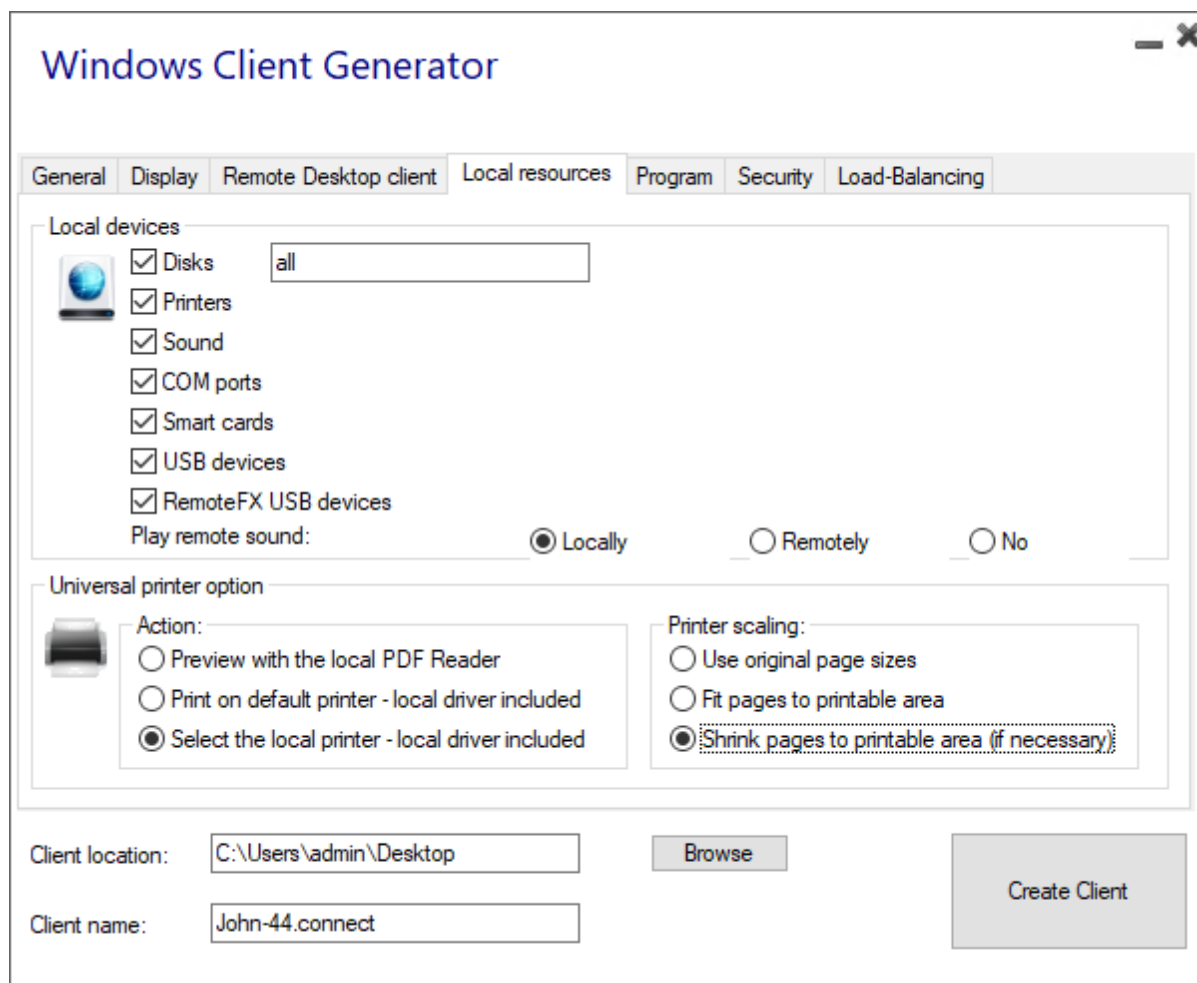 Windows Client Generator
General Display Remote Desktop client Local resources Program Security Load-Balancing
Local devices
Disks all
Printers
Sound
COM ports
Smart cards
USB devices
RemoteFX USB devices
Play remote sound: Locally Remotely No
Universal printer option
Action:
Preview with the local PDF Reader
Print on default printer - local driver included
Select the local printer - local driver included
Printer scaling:
Use original page sizes
Fit pages to printable area
Shrink pages to printable area (if necessary)
Client location: C:\Users\admin\Desktop Browse
Client name: John-44.connect
Create Client